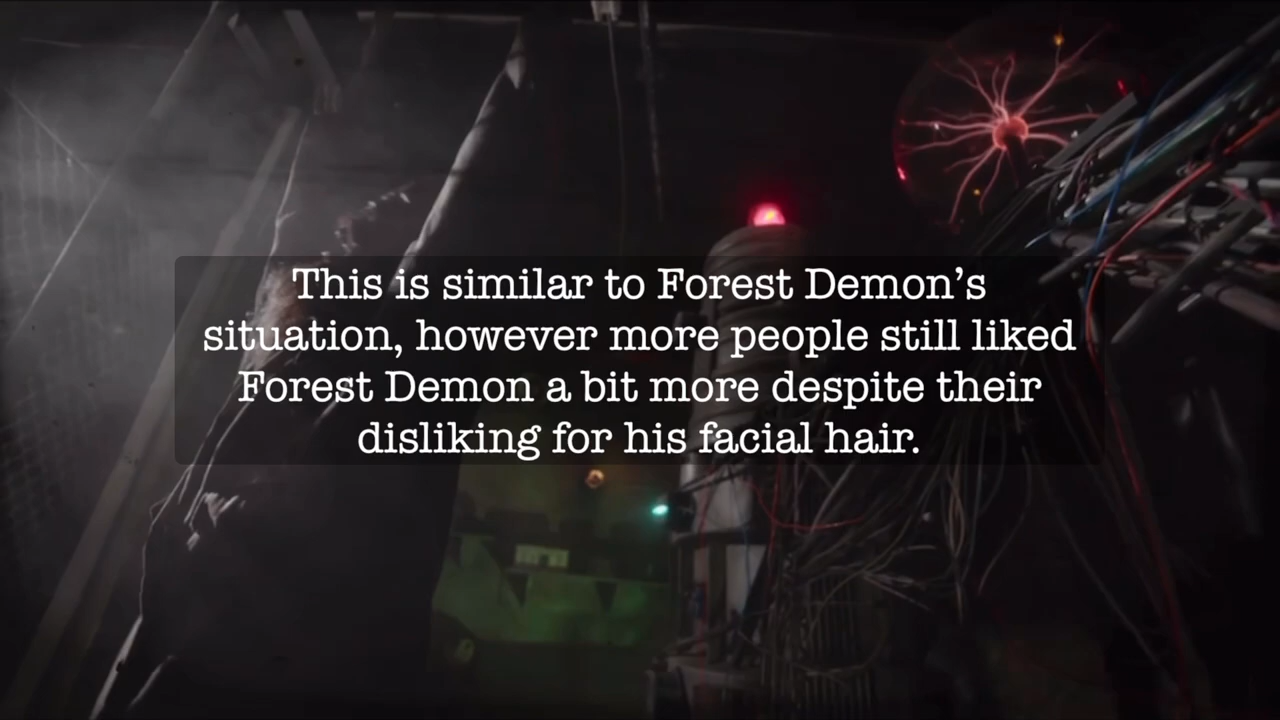 This is similar to Forest Demon’s
situation, however more people still liked
Forest Demon a bit more despite their
disliking for his facial hair.